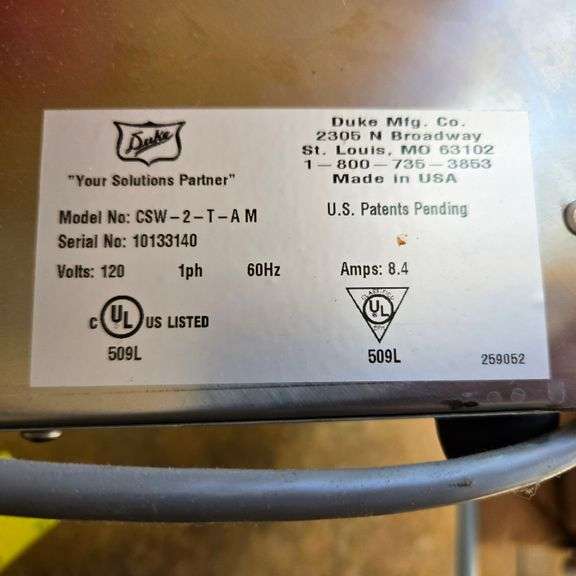 Duke
"Your Solutions Partner"
Duke Mfg. Co.
2305 N Broadway
St. Louis, MO 63102
1-800-735-3853
Made in USA
Model No: CSW-2-T-A M
U.S. Patents Pending
Serial No: 10133140
Volts: 120 1ph 60Hz Amps: 8.4
C UL US LISTED
509L
CLASSIFIED
UL
EPH
509L
259052